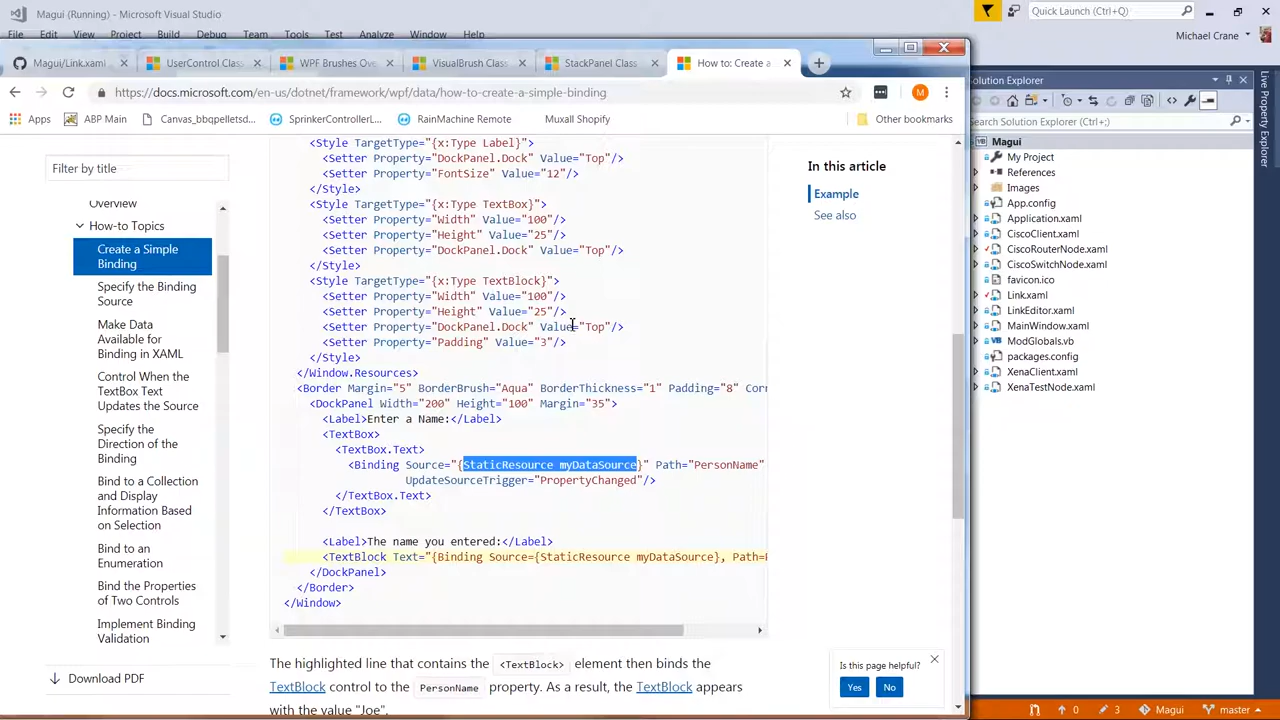 Magui (Running) - Microsoft Visual Studio
Quick Launch (Ctrl+Q)
File Edit View Project Build Debug Team Tools Test Analyze Window Help
Michael Crane
Magui/Link.xaml
WPF Brushes Ove
VisualBrush Class
StackPanel Class
How to: Create a
https://docs.microsoft.com/en-us/dotnet/framework/wpf/data/how-to-create-a-simple-binding
M
Apps
ABP Main
Canvas_bbqpelletsd...
SprinkerControllerL...
RainMachine Remote
Muxall Shopify
Other bookmarks
Filter by title
Overview
How-to Topics
Create a Simple
Binding
Specify the Binding
Source
Make Data
Available for
Binding in XAML
Control When the
TextBox Text
Updates the Source
Specify the
Direction of the
Binding
Bind to a Collection
and Display
Information Based
on Selection
Bind to an
Enumeration
Bind the Properties
of Two Controls
Implement Binding
Validation
Download PDF
<Style TargetType="{x:Type Label}">
<Setter Property="DockPanel.Dock" Value="Top"/>
<Setter Property="FontSize" Value="12"/>
</Style>
<Style TargetType="{x:Type TextBox}">
<Setter Property="Width" Value="100"/>
<Setter Property="Height" Value="25"/>
<Setter Property="DockPanel.Dock" Value="Top"/>
</Style>
<Style TargetType="{x:Type TextBlock}">
<Setter Property="Width" Value="100"/>
<Setter Property="Height" Value="25"/>
<Setter Property="DockPanel.Dock" Value="Top"/>
<Setter Property="Padding" Value="3"/>
</Style>
</Window.Resources>
<Border Margin="5" BorderBrush="Aqua" BorderThickness="1" Padding="8" Cor
<DockPanel Width="200" Height="100" Margin="35">
<Label>Enter a Name:</Label>
<TextBox>
<TextBox.Text>
<Binding Source="{StaticResource myDataSource}" Path="PersonName"
UpdateSourceTrigger="PropertyChanged"/>
</TextBox.Text>
</TextBox>
<Label>The name you entered:</Label>
<TextBlock Text="{Binding Source={StaticResource myDataSource}, Path=
</DockPanel>
</Border>
</Window>
The highlighted line that contains the <TextBlock> element then binds the
TextBlock control to the PersonName property. As a result, the TextBlock appears
with the value "Joe".
In this article
Example
See also
Is this page helpful?
Yes No
Solution Explorer
Search Solution Explorer (Ctrl+;)
Magui
My Project
References
Images
App.config
Application.xaml
CiscoClient.xaml
CiscoRouterNode.xaml
CiscoSwitchNode.xaml
favicon.ico
Link.xaml
LinkEditor.xaml
MainWindow.xaml
ModGlobals.vb
packages.config
XenaClient.xaml
XenaTestNode.xaml
Live Property Explorer
0 3 Magui master